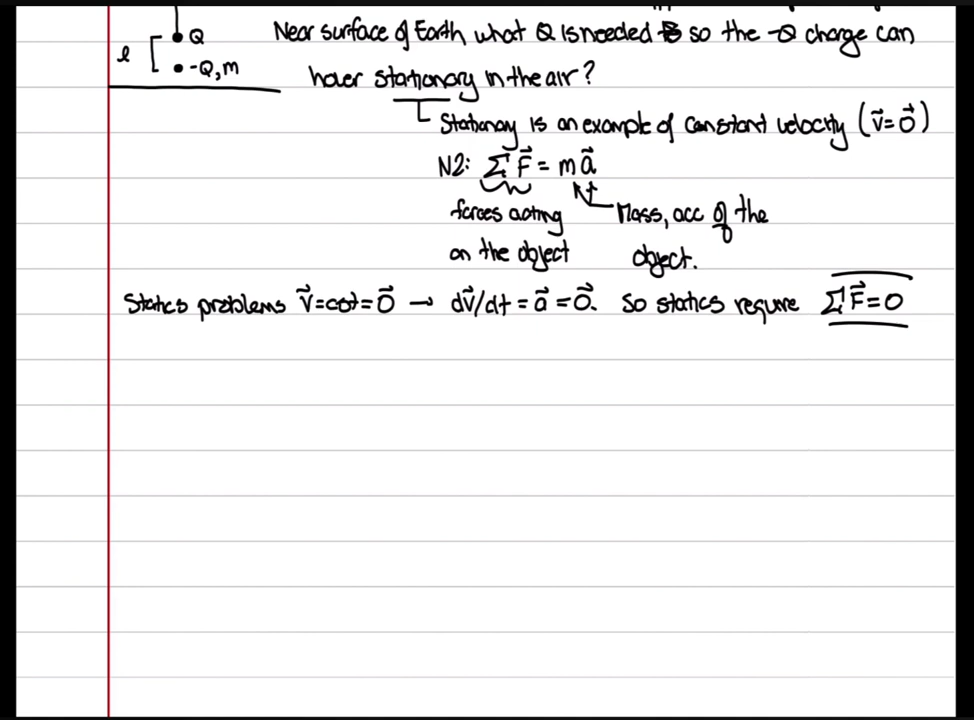 Q Near surface of Earth what Q is needed so the -Q charge can
l -Q, m hover stationary in the air?
Stationary is an example of constant velocity (v⃗=0⃗)
N2: ΣF⃗ = ma⃗
forces acting Mass, acc of the
on the object object.
Statics problems v⃗=cst=0⃗ → dv⃗/dt = a⃗ = 0⃗. So statics require ΣF⃗=0